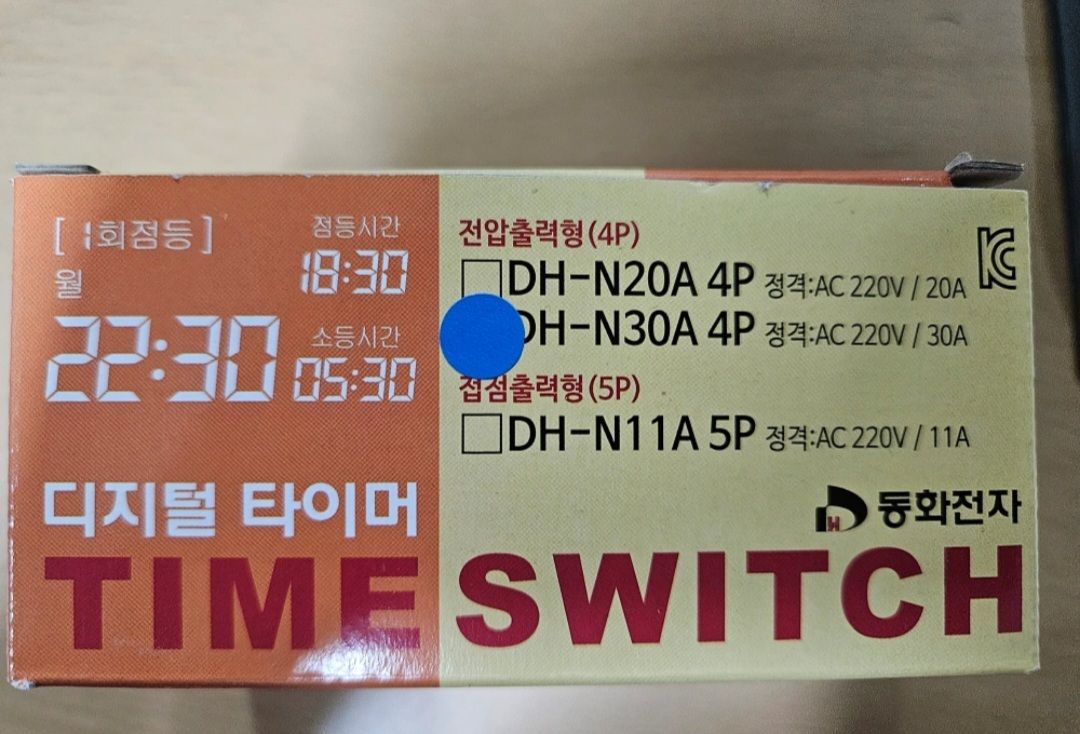 [ 1회점등 ]
월
점등시간
18:30
22:30
소등시간
05:30
디지털 타이머
전압출력형(4P)
DH-N20A 4P 정격:AC 220V / 20A
DH-N30A 4P 정격:AC 220V / 30A
접점출력형(5P)
DH-N11A 5P 정격:AC 220V / 11A
동화전자
TIME SWITCH